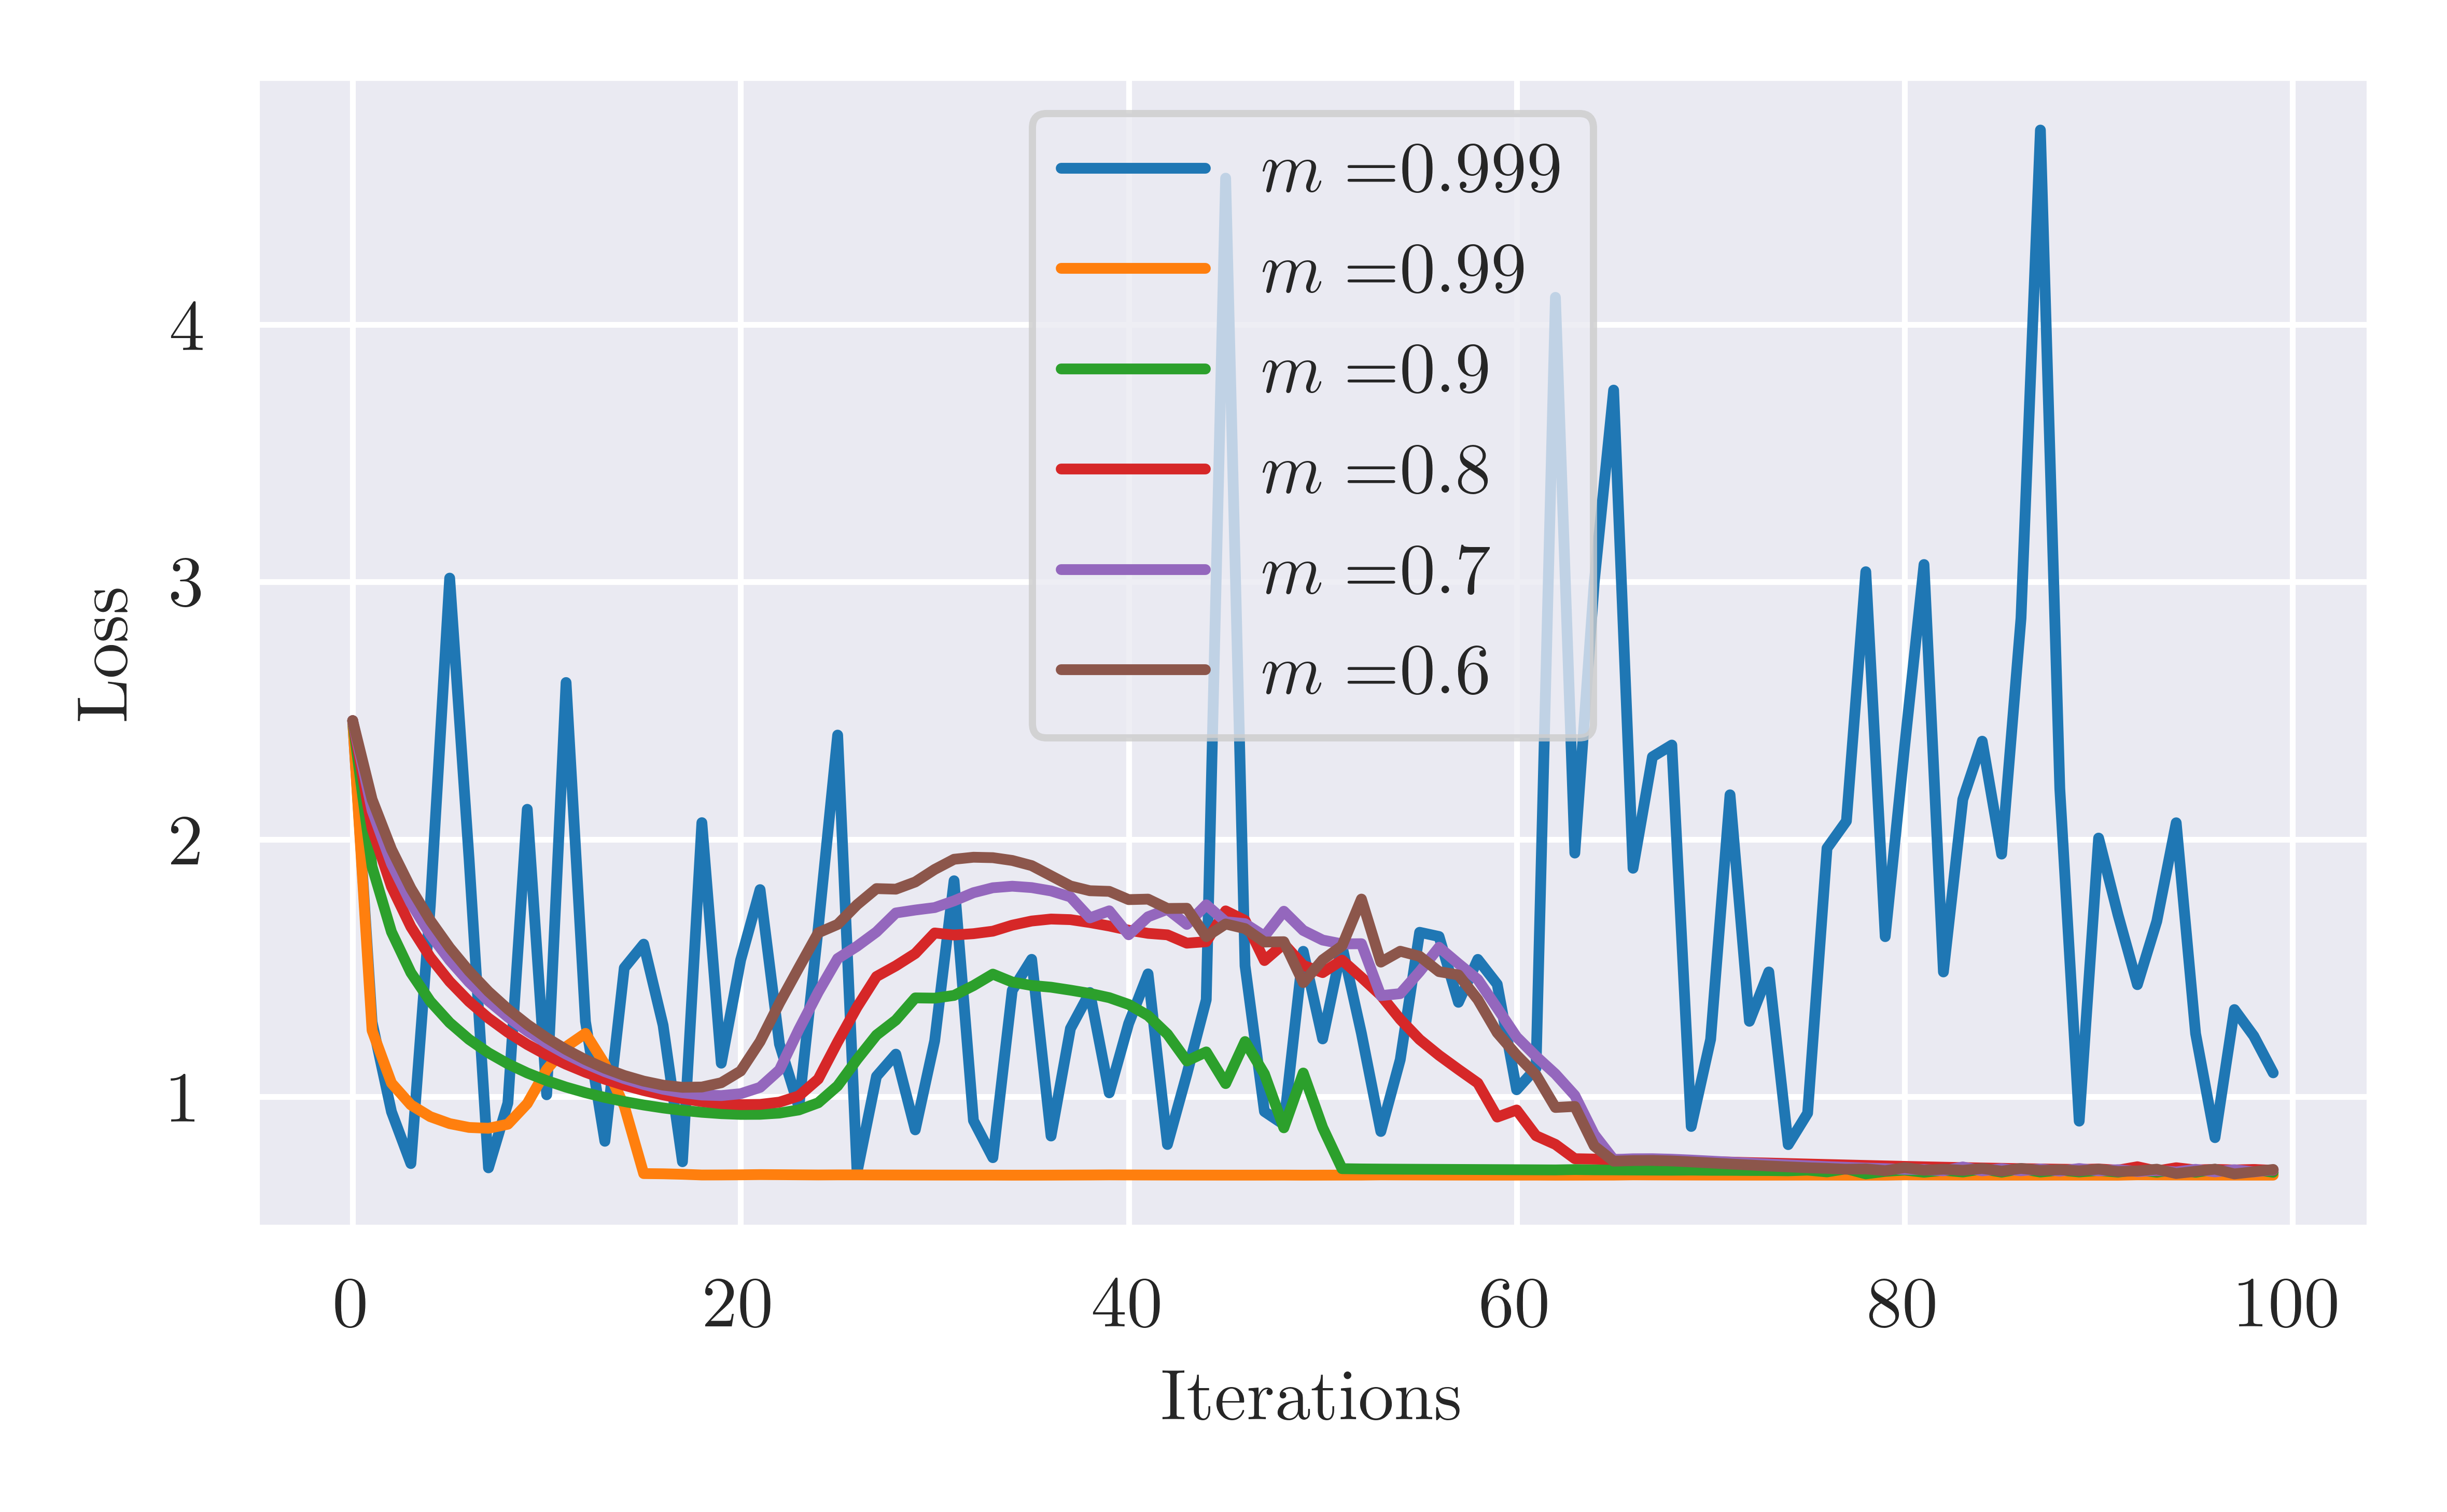 m =0.999
m =0.99
m =0.9
m =0.8
m =0.7
m =0.6
4
3
2
1
Loss
0 20 40 60 80 100
Iterations